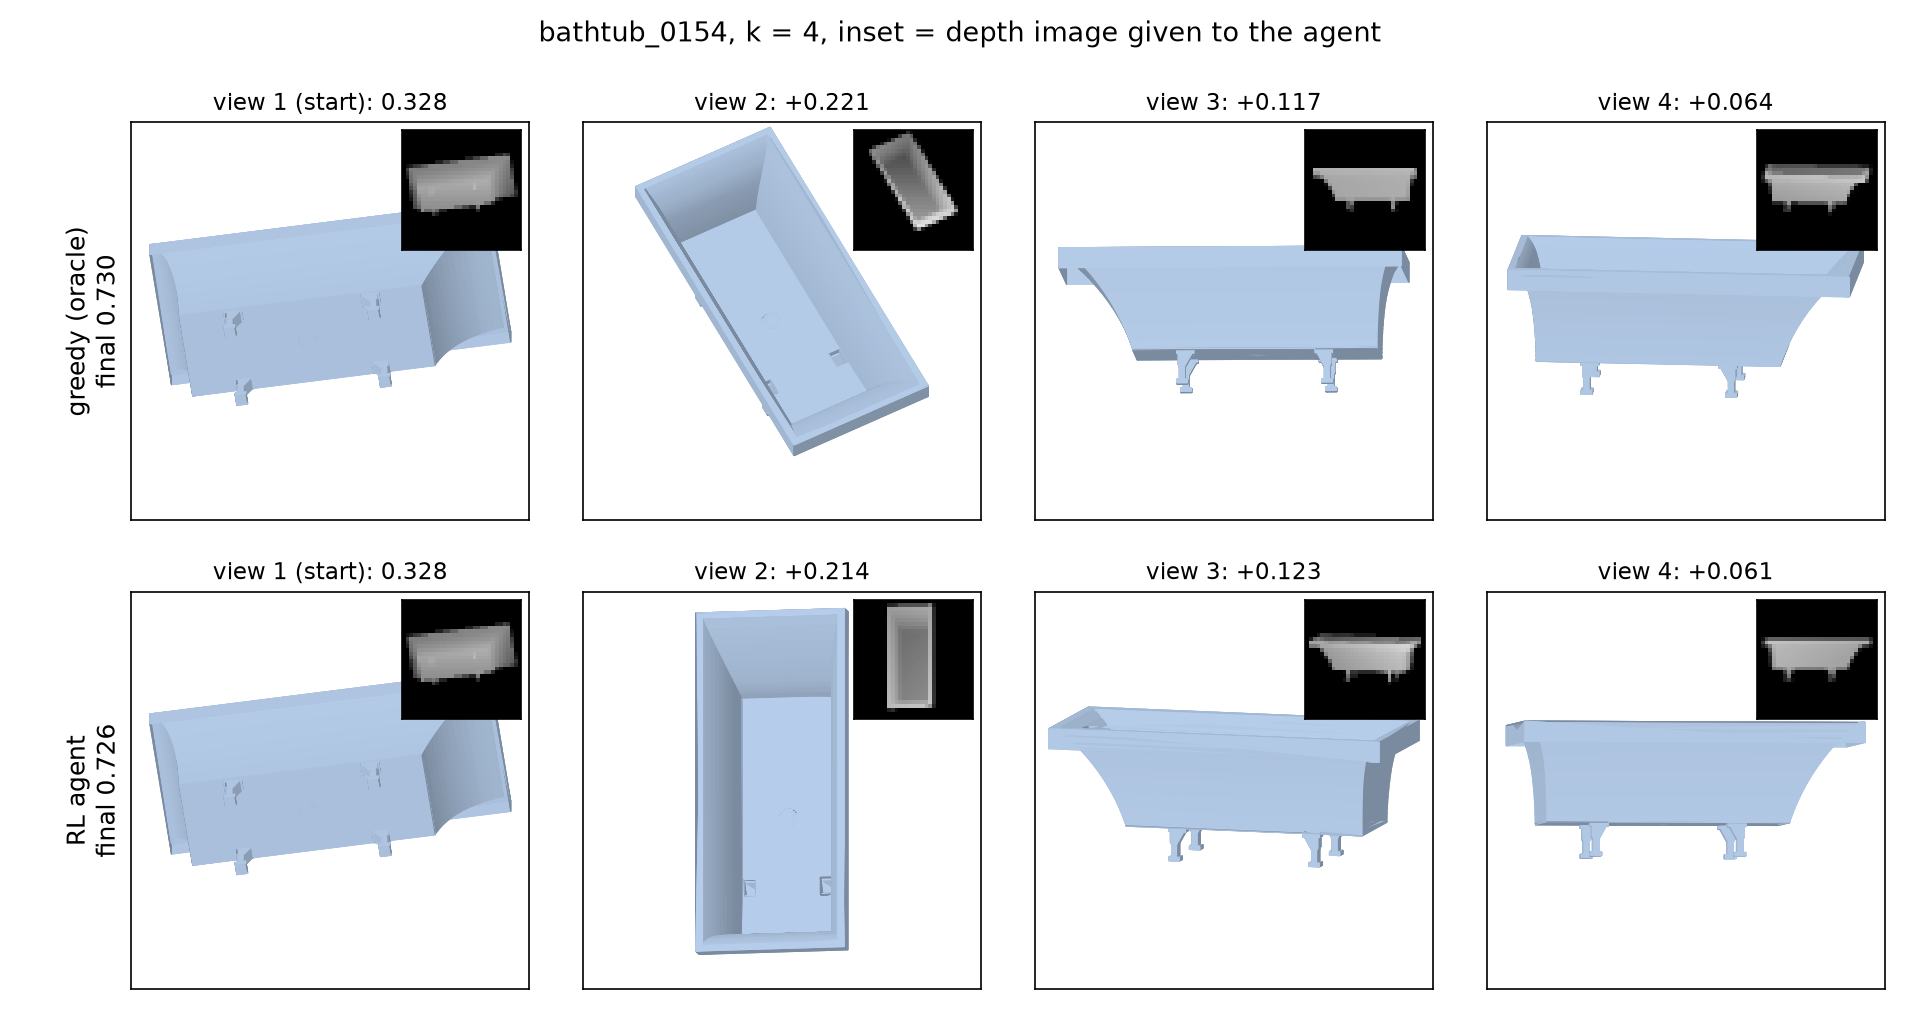 bathtub_0154, k = 4, inset = depth image given to the agent
view 1 (start): 0.328
view 2: +0.221
view 3: +0.117
view 4: +0.064
greedy (oracle)
final 0.730
view 1 (start): 0.328
view 2: +0.214
view 3: +0.123
view 4: +0.061
RL agent
final 0.726